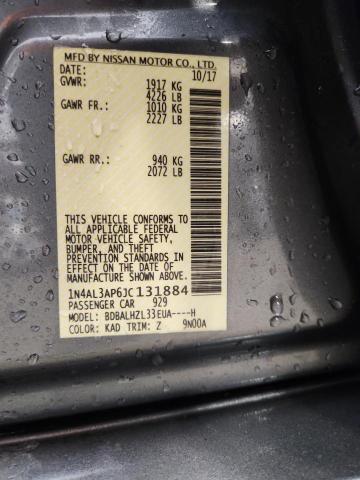 MFD BY NISSAN MOTOR CO., LTD.
DATE: 10/17
GVWR: 1917 KG
4226 LB
GAWR FR: 1010 KG
2227 LB
GAWR RR: 940 KG
2072 LB
THIS VEHICLE CONFORMS TO
ALL APPLICABLE FEDERAL
MOTOR VEHICLE SAFETY,
BUMPER, AND THEFT
PREVENTION STANDARDS IN
EFFECT ON THE DATE OF
MANUFACTURE SHOWN ABOVE.
1N4AL3AP6JC131884
PASSENGER CAR 929
MODEL: BDBALHZL33EUA----H
COLOR: KAD TRIM: Z 9N00A